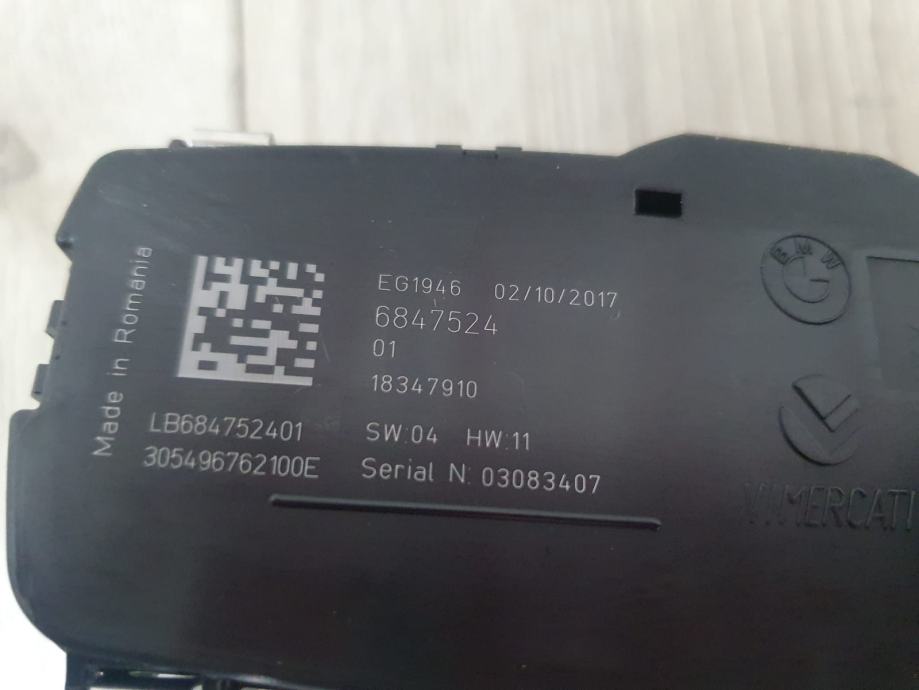 Made in Romania
EG1946 02/10/2017
6847524
01
18347910
LB684752401
SW:04 HW:11
305496762100E
Serial N: 03083407
BMW
VIMERCATI